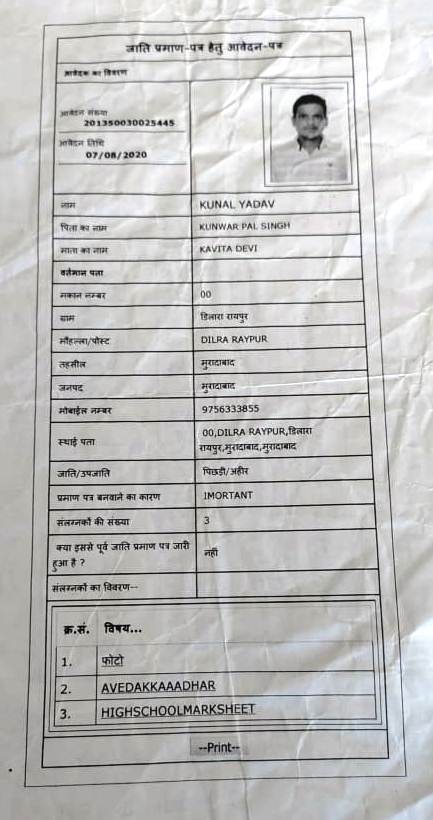 जाति प्रमाण-पत्र हेतु आवेदन-पत्र
आवेदक का विवरण
आवेदन संख्या
201350030025445
आवेदन तिथि
07/08/2020
नाम KUNAL YADAV
पिता का नाम KUNWAR PAL SINGH
माता का नाम KAVITA DEVI
वर्तमान पता
मकान नम्बर 00
ग्राम डिलारा रायपुर
मौहल्ला/पोस्ट DILRA RAYPUR
तहसील मुरादाबाद
जनपद मुरादाबाद
मोबाईल नम्बर 9756333855
स्थाई पता 00,DILRA RAYPUR,डिलारा
रायपुर,मुरादाबाद,मुरादाबाद
जाति/उपजाति पिछड़ी/अहीर
प्रमाण पत्र बनवाने का कारण IMORTANT
संलग्नकों की संख्या 3
क्या इससे पूर्व जाति प्रमाण पत्र जारी
हुआ है ? नहीं
संलग्नकों का विवरण--
क्र.सं. विषय...
1. फोटो
2. AVEDAKKAAADHAR
3. HIGHSCHOOLMARKSHEET
--Print--